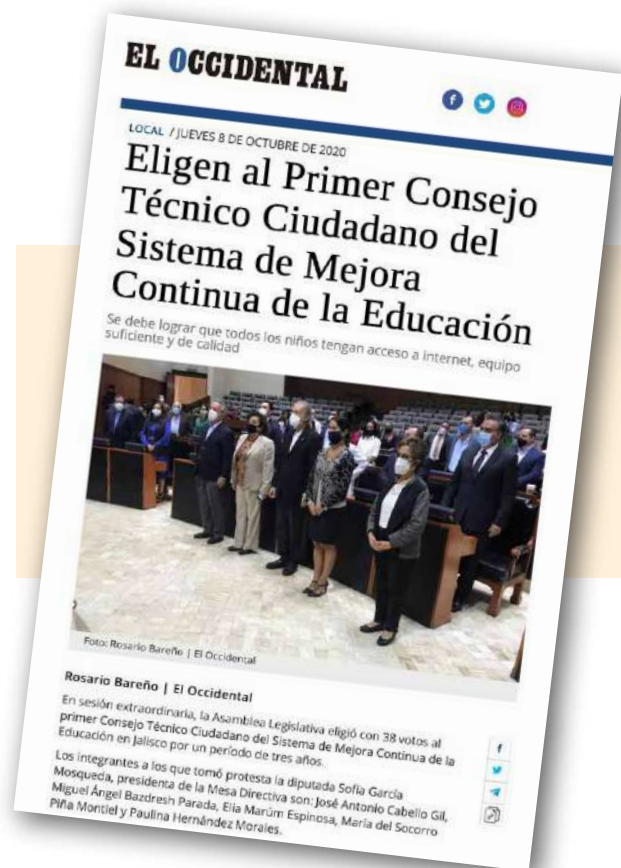 EL OCCIDENTAL
LOCAL / JUEVES 8 DE OCTUBRE DE 2020
Eligen al Primer Consejo
Técnico Ciudadano del
Sistema de Mejora
Continua de la Educación
Se debe lograr que todos los niños tengan acceso a internet, equipo
suficiente y de calidad
Foto: Rosario Bareño | El Occidental
Rosario Bareño | El Occidental
En sesión extraordinaria, la Asamblea Legislativa eligió con 38 votos al
primer Consejo Técnico Ciudadano del Sistema de Mejora Continua de la
Educación en Jalisco por un período de tres años.
Los integrantes a los que tomó protesta la diputada Sofía García
Mosqueda, presidenta de la Mesa Directiva son: José Antonio Cabello Gil,
Miguel Ángel Bazdresh Parada, Elia Marúm Espinosa, María del Socorro
Piña Montiel y Paulina Hernández Morales.